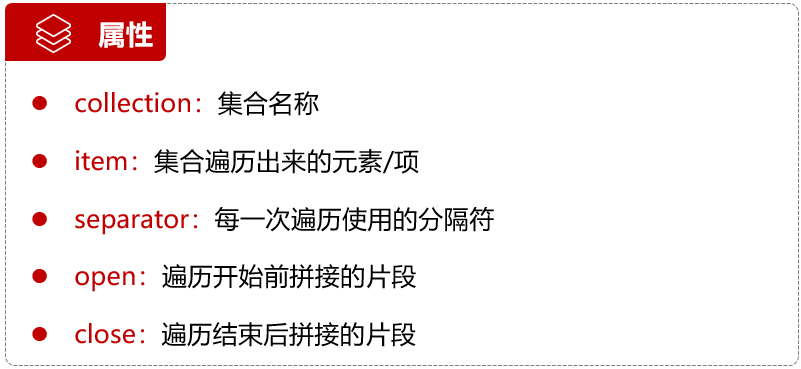 属性
collection：集合名称
item：集合遍历出来的元素/项
separator：每一次遍历使用的分隔符
open：遍历开始前拼接的片段
close：遍历结束后拼接的片段